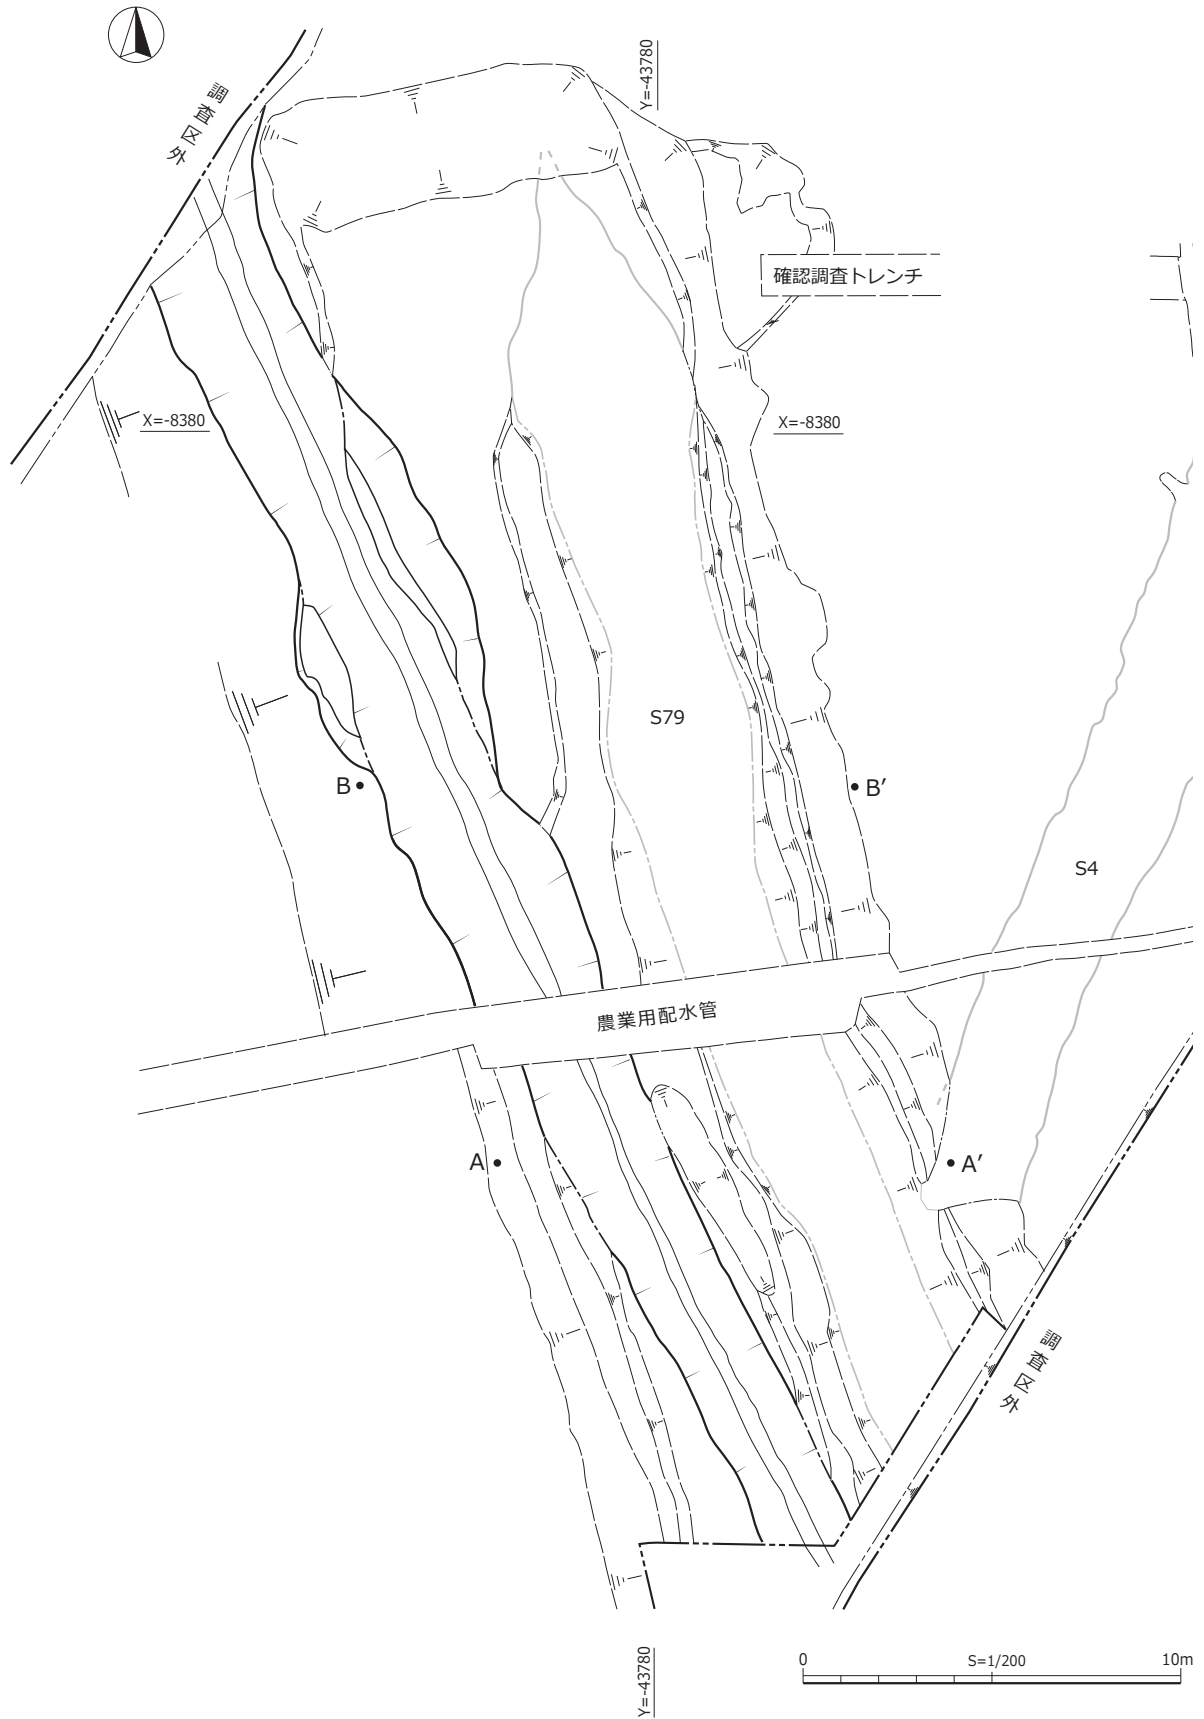 Y=-43780
調査区外
確認調査トレンチ
X=-8380
X=-8380
S79
B
B′
S4
農業用配水管
A
A′
調査区外
Y=-43780
0
S=1/200
10m